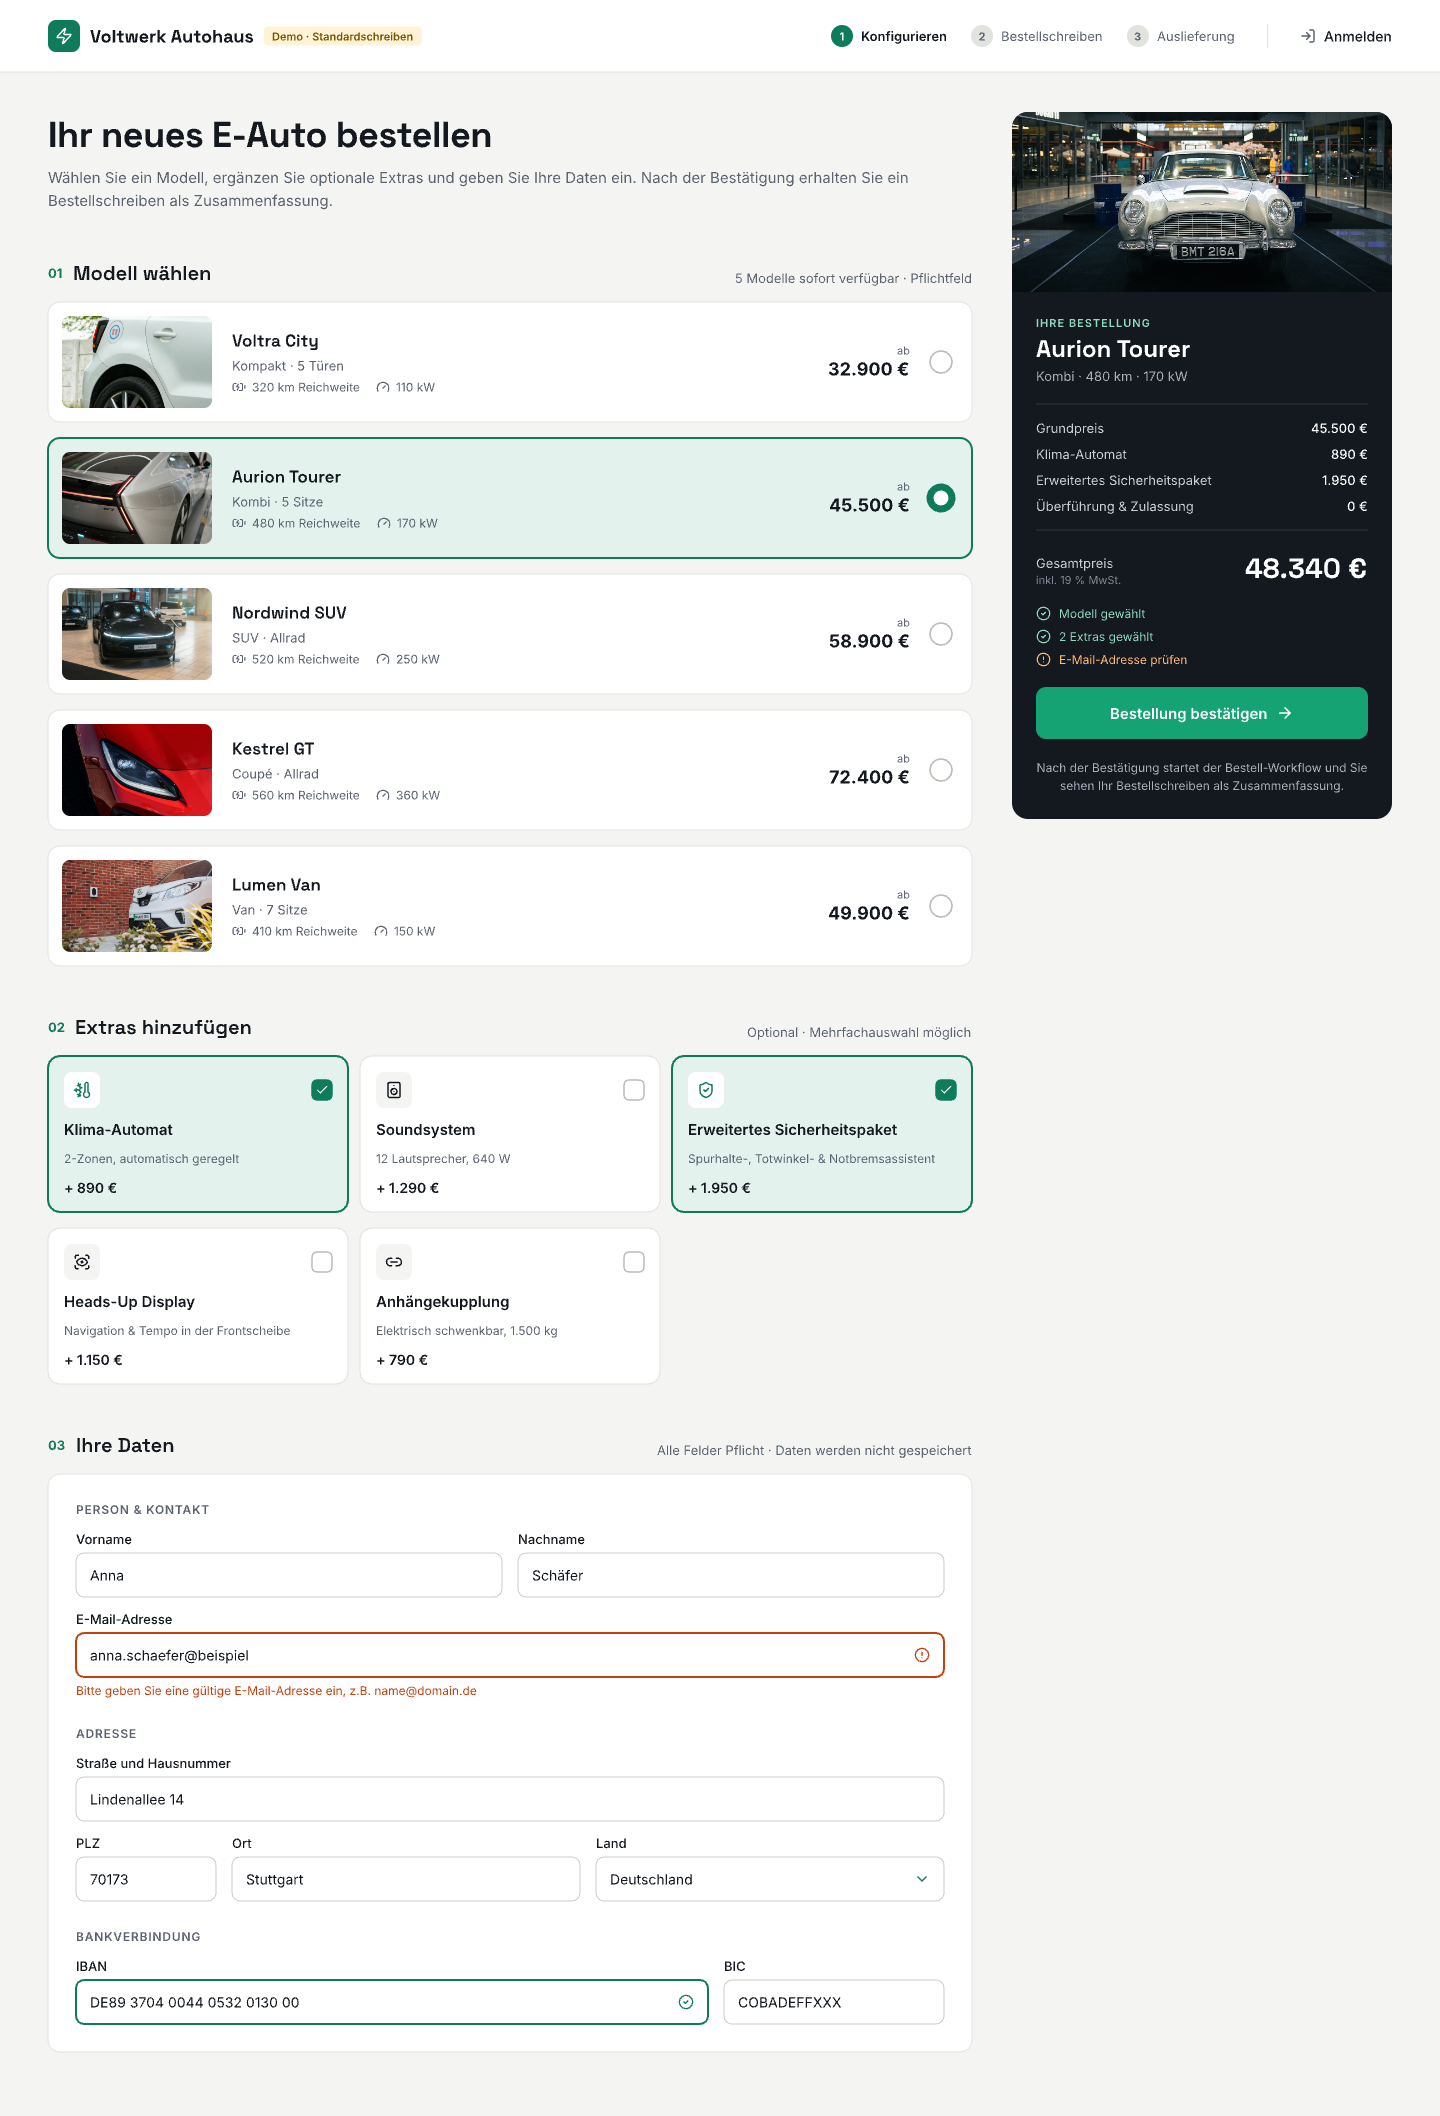 Voltwerk Autohaus
Demo · Standardschreiben
1 Konfigurieren
2 Bestellschreiben
3 Auslieferung
Anmelden
Ihr neues E-Auto bestellen
Wählen Sie ein Modell, ergänzen Sie optionale Extras und geben Sie Ihre Daten ein. Nach der Bestätigung erhalten Sie ein
Bestellschreiben als Zusammenfassung.
01 Modell wählen
5 Modelle sofort verfügbar · Pflichtfeld
Voltra City
Kompakt · 5 Türen
320 km Reichweite 110 kW
ab
32.900 €
Aurion Tourer
Kombi · 5 Sitze
480 km Reichweite 170 kW
ab
45.500 €
Nordwind SUV
SUV · Allrad
520 km Reichweite 250 kW
ab
58.900 €
Kestrel GT
Coupé · Allrad
560 km Reichweite 360 kW
ab
72.400 €
Lumen Van
Van · 7 Sitze
410 km Reichweite 150 kW
ab
49.900 €
02 Extras hinzufügen
Optional · Mehrfachauswahl möglich
Klima-Automat
2-Zonen, automatisch geregelt
+ 890 €
Soundsystem
12 Lautsprecher, 640 W
+ 1.290 €
Erweitertes Sicherheitspaket
Spurhalte-, Totwinkel- & Notbremsassistent
+ 1.950 €
Heads-Up Display
Navigation & Tempo in der Frontscheibe
+ 1.150 €
Anhängekupplung
Elektrisch schwenkbar, 1.500 kg
+ 790 €
03 Ihre Daten
Alle Felder Pflicht · Daten werden nicht gespeichert
PERSON & KONTAKT
Vorname
Anna
Nachname
Schäfer
E-Mail-Adresse
anna.schaefer@beispiel
Bitte geben Sie eine gültige E-Mail-Adresse ein, z.B. name@domain.de
ADRESSE
Straße und Hausnummer
Lindenallee 14
PLZ
70173
Ort
Stuttgart
Land
Deutschland
BANKVERBINDUNG
IBAN
DE89 3704 0044 0532 0130 00
BIC
COBADEFFXXX
BMT 216A
IHRE BESTELLUNG
Aurion Tourer
Kombi · 480 km · 170 kW
Grundpreis 45.500 €
Klima-Automat 890 €
Erweitertes Sicherheitspaket 1.950 €
Überführung & Zulassung 0 €
Gesamtpreis
inkl. 19 % MwSt.
48.340 €
Modell gewählt
2 Extras gewählt
E-Mail-Adresse prüfen
Bestellung bestätigen
Nach der Bestätigung startet der Bestell-Workflow und Sie
sehen Ihr Bestellschreiben als Zusammenfassung.